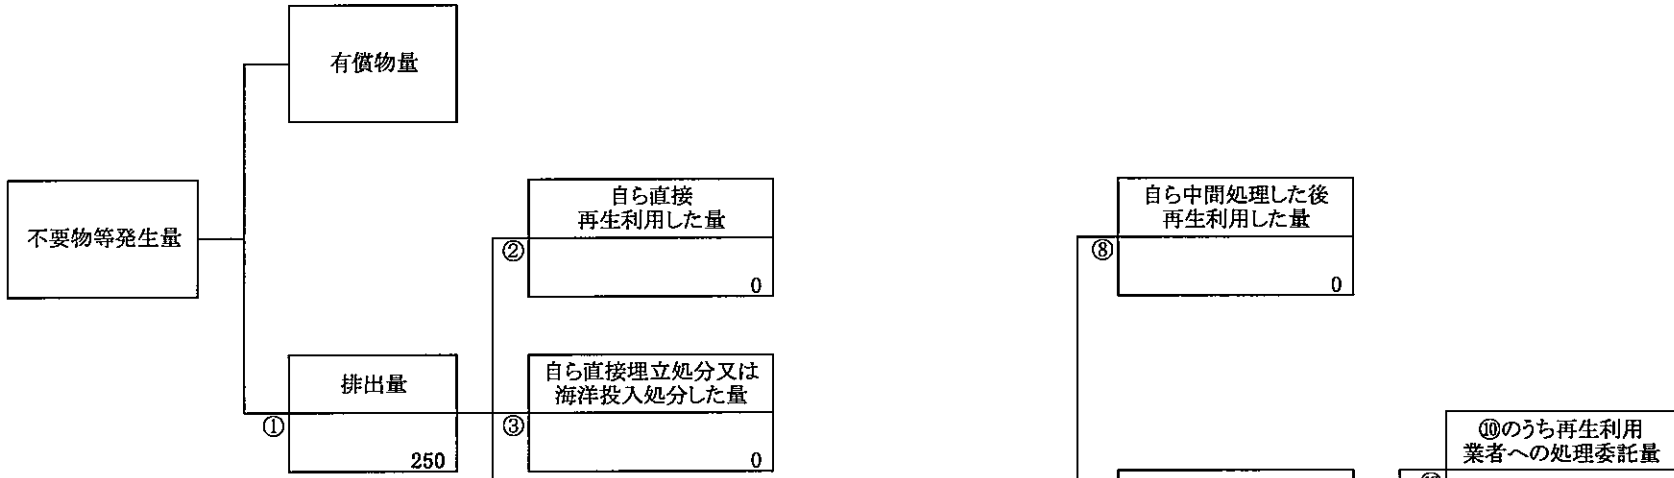 有償物量
不要物等発生量
自ら直接
再生利用した量
②
0
自ら中間処理した後
再生利用した量
⑧
0
排出量
①
250
自ら直接埋立処分又は
海洋投入処分した量
③
0
⑩のうち再生利用
業者への処理委託量